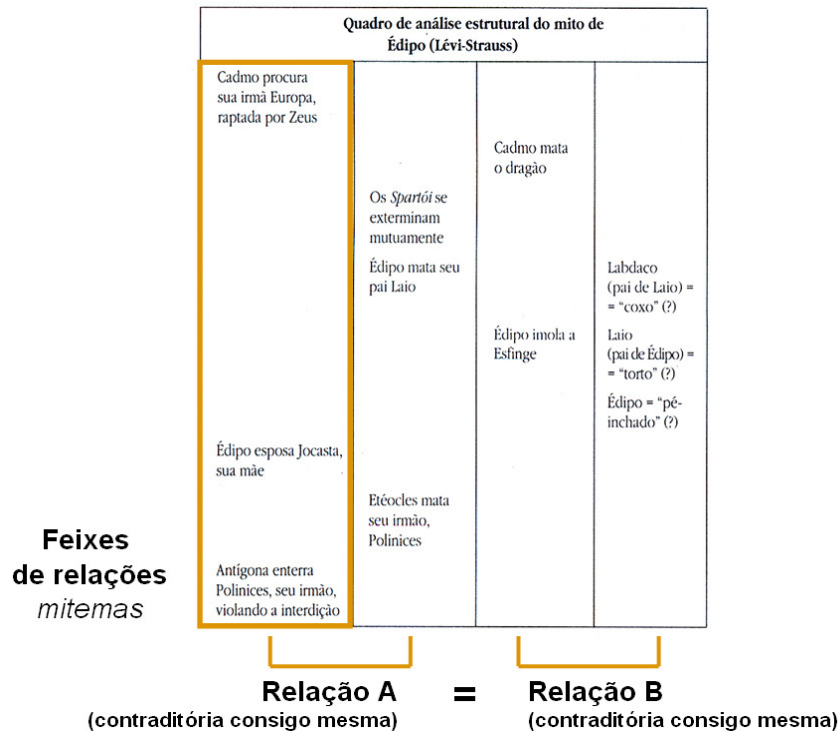 Quadro de análise estrutural do mito de
Édipo (Lévi-Strauss)
Cadmo procura
sua irmã Europa,
raptada por Zeus
Cadmo mata
o dragão
Os Spartói se
exterminam
mutuamente
Édipo mata seu
pai Laio
Labdaco
(pai de Laio) =
= “coxo” (?)
Édipo imola a
Esfinge
Laio
(pai de Édipo) =
= “torto” (?)
Édipo = “pé-
inchado” (?)
Édipo esposa Jocasta,
sua mãe
Etéocles mata
seu irmão,
Polinices
Antígona enterra
Polinices, seu irmão,
violando a interdição
Feixes
de relações
mitemas
Relação A = Relação B
(contraditória consigo mesma) (contraditória consigo mesma)